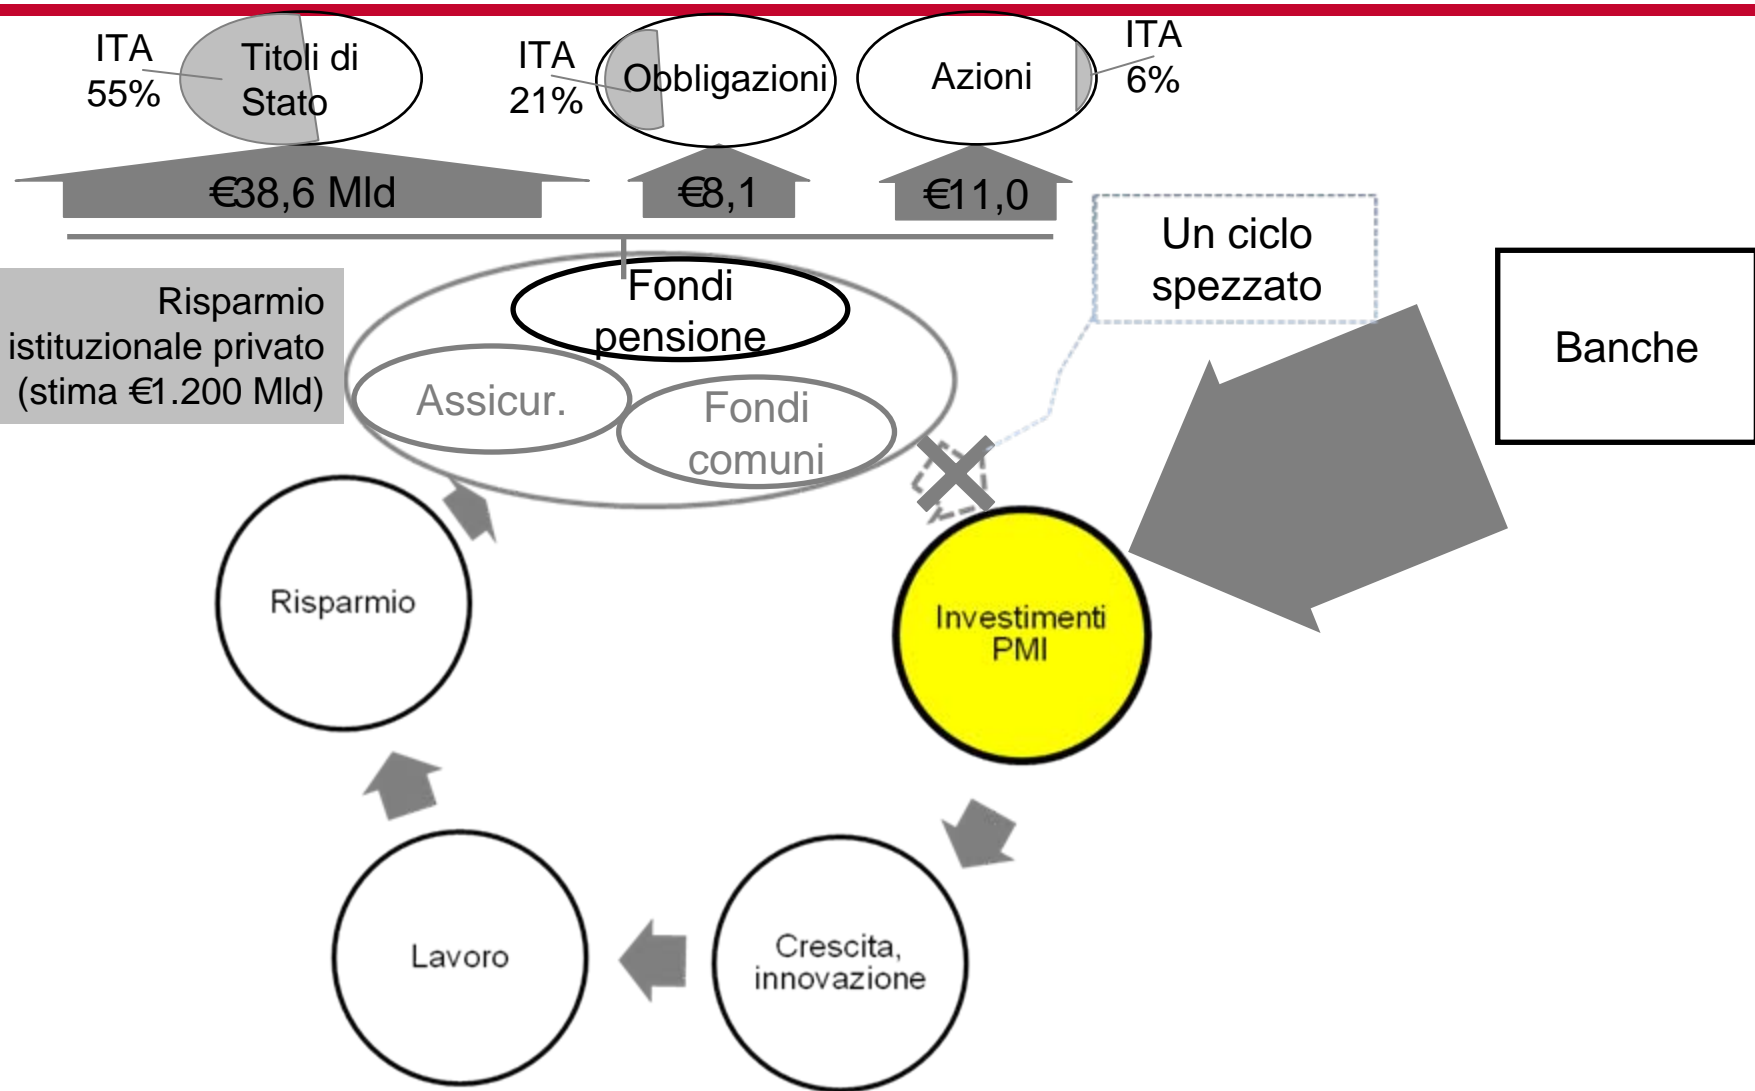 ITA
55%
Titoli di
Stato
ITA
21%
Obbligazioni
Azioni
ITA
6%
€38,6 Mld
€8,1
€11,0
Un ciclo
spezzato
Banche
Risparmio
istituzionale privato
(stima €1.200 Mld)
Fondi
pensione
Assicur.
Fondi
comuni
Risparmio
Investimenti
PMI
Lavoro
Crescita,
innovazione